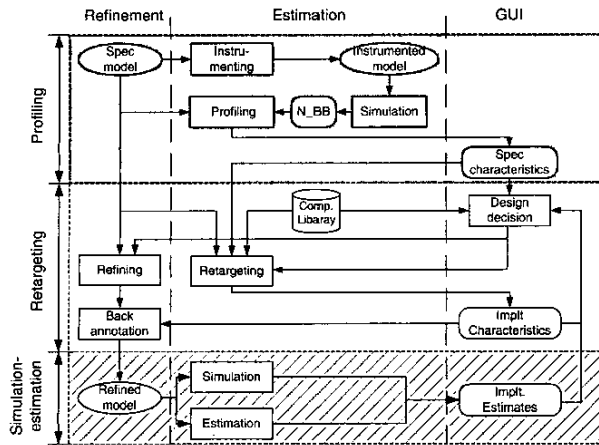 Refinement
Estimation
GUI
Profiling
Spec
model
Instru-
menting
Instrumented
model
Profiling
N_BB
Simulation
Spec
characteristics
Retargeting
Comp.
Libaray
Design
decision
Refining
Retargeting
Back
annotation
Implt
Characteristics
Simulation-
estimation
Refined
model
Simulation
Estimation
Implt.
Estimates